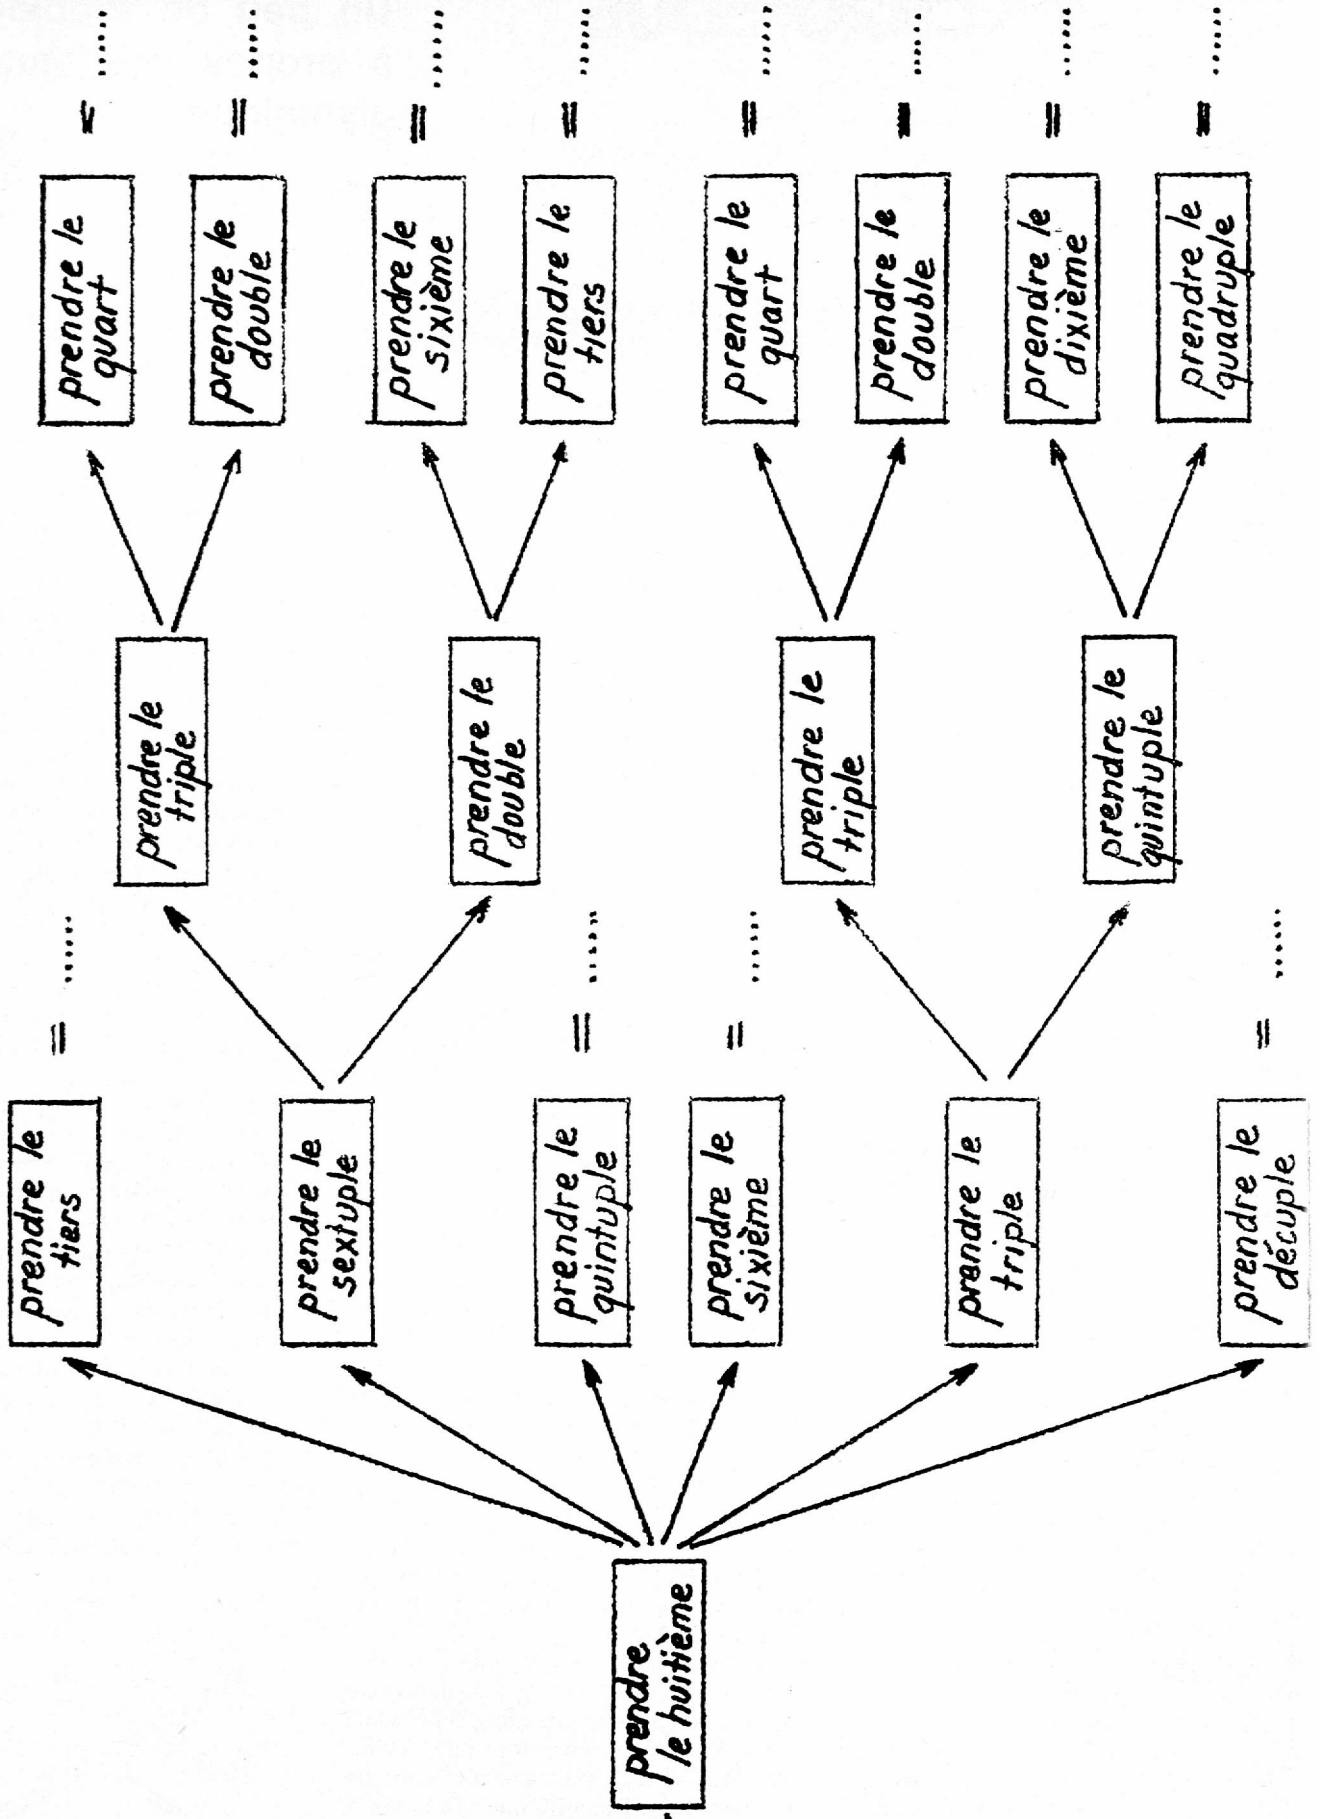 prendre
le huitième
prendre le
tiers
= ......
prendre le
sextuple
prendre le
quintuple
= ......
prendre le
sixième
= ......
prendre le
triple
prendre le
décuple
= ......
prendre le
triple
prendre le
double
prendre le
triple
prendre le
quintuple
prendre le
quart
= ......
prendre le
double
= ......
prendre le
sixième
= ......
prendre le
tiers
= ......
prendre le
quart
= ......
prendre le
double
= ......
prendre le
dixième
= ......
prendre le
quadruple
= ......